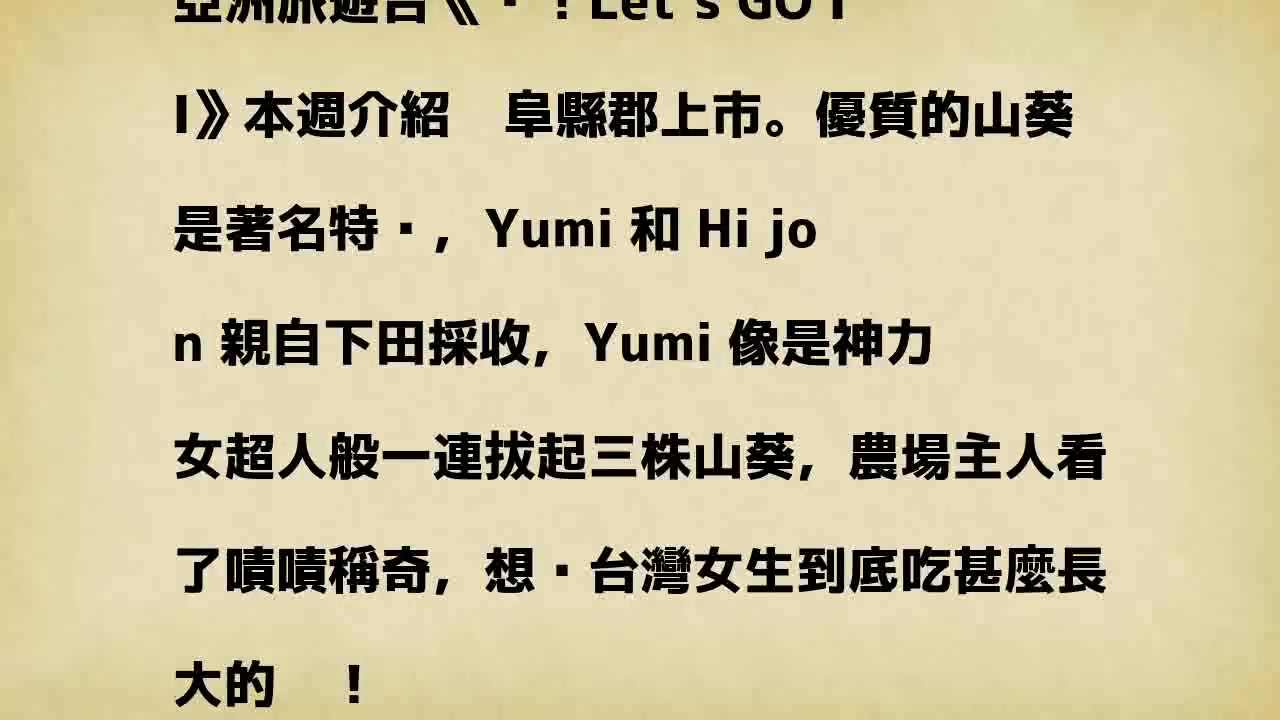 亞洲旅遊台《▪！Let's GO I
I》本週介紹　阜縣郡上市。優質的山葵
是著名特▪，Yumi 和 Hi jo
n 親自下田採收，Yumi 像是神力
女超人般一連拔起三株山葵，農場主人看
了嘖嘖稱奇，想▪台灣女生到底吃甚麼長
大的　！